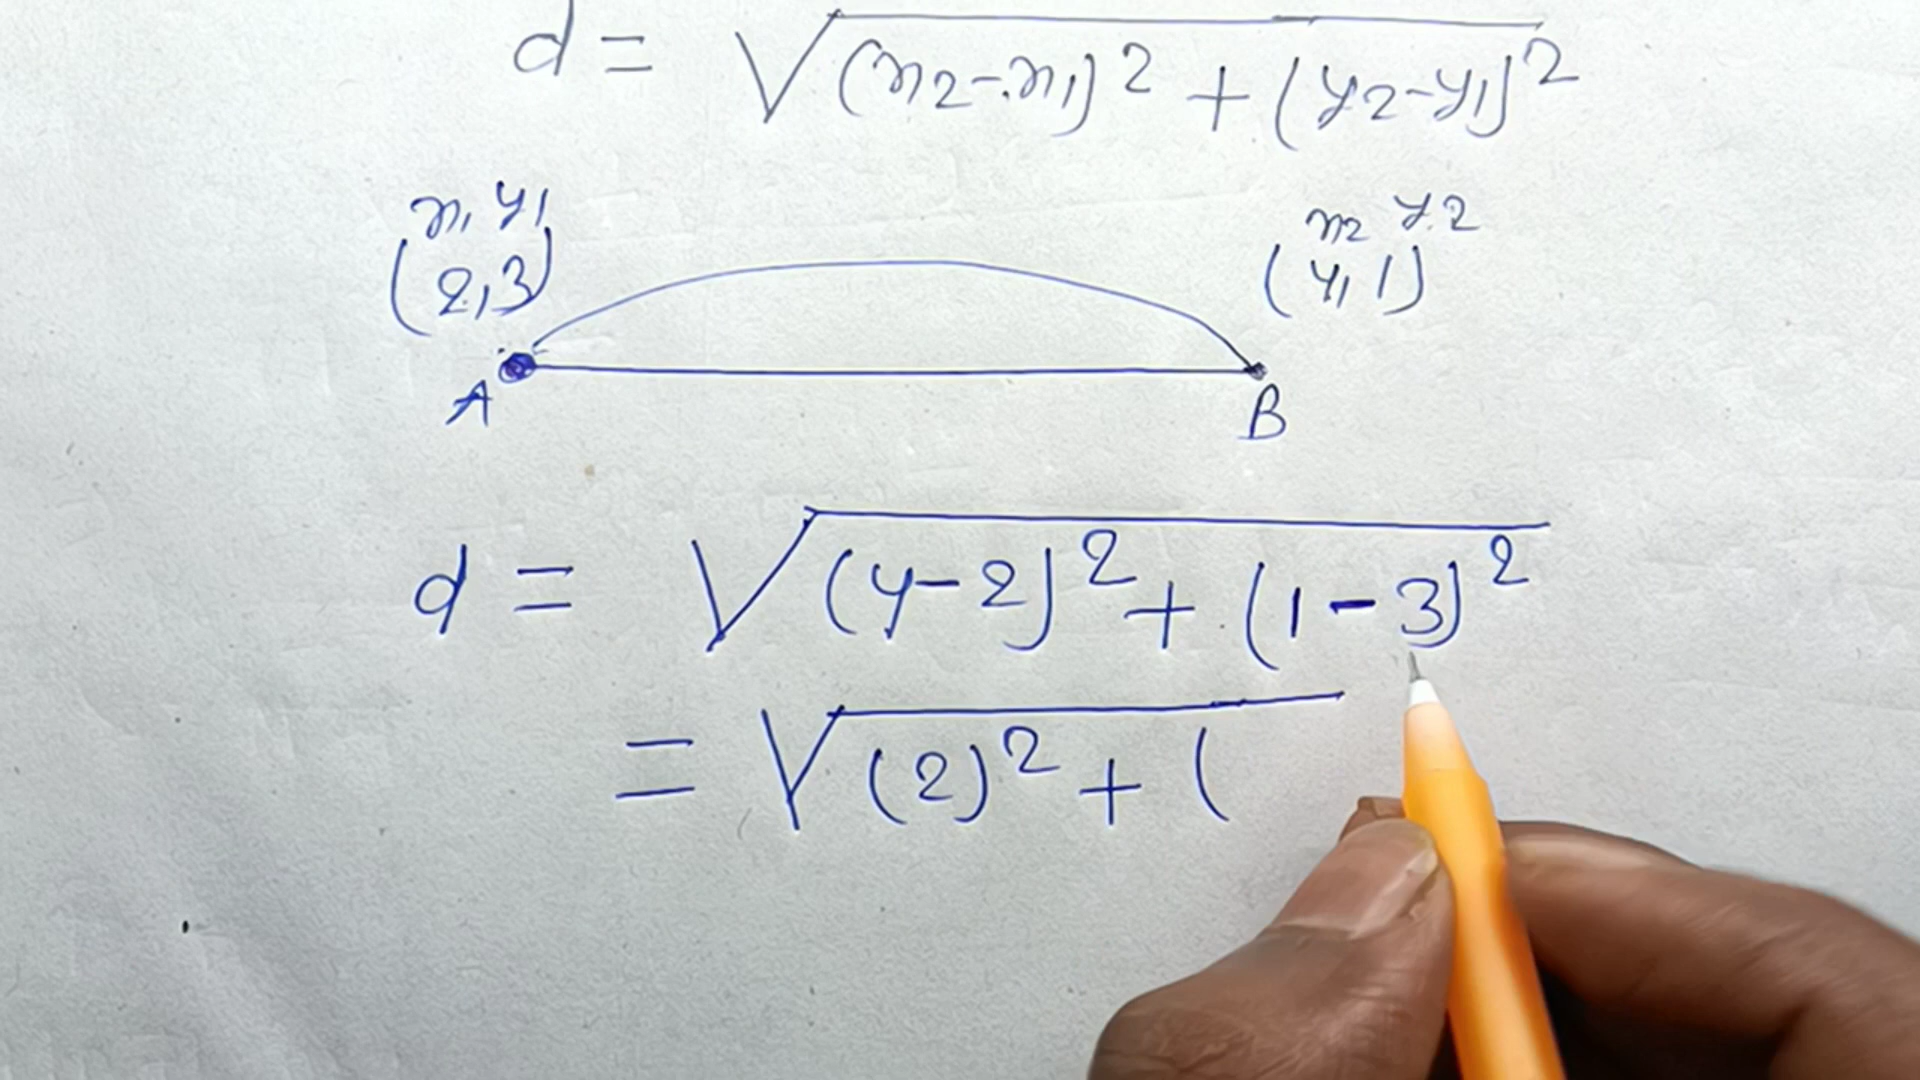 d = √(x2-x1)2 + (y2-y1)2
x1 y1 x2 y2
(2,3) (4,1)
A B
d = √(4-2)2 + (1-3)2
= √(2)2 + (